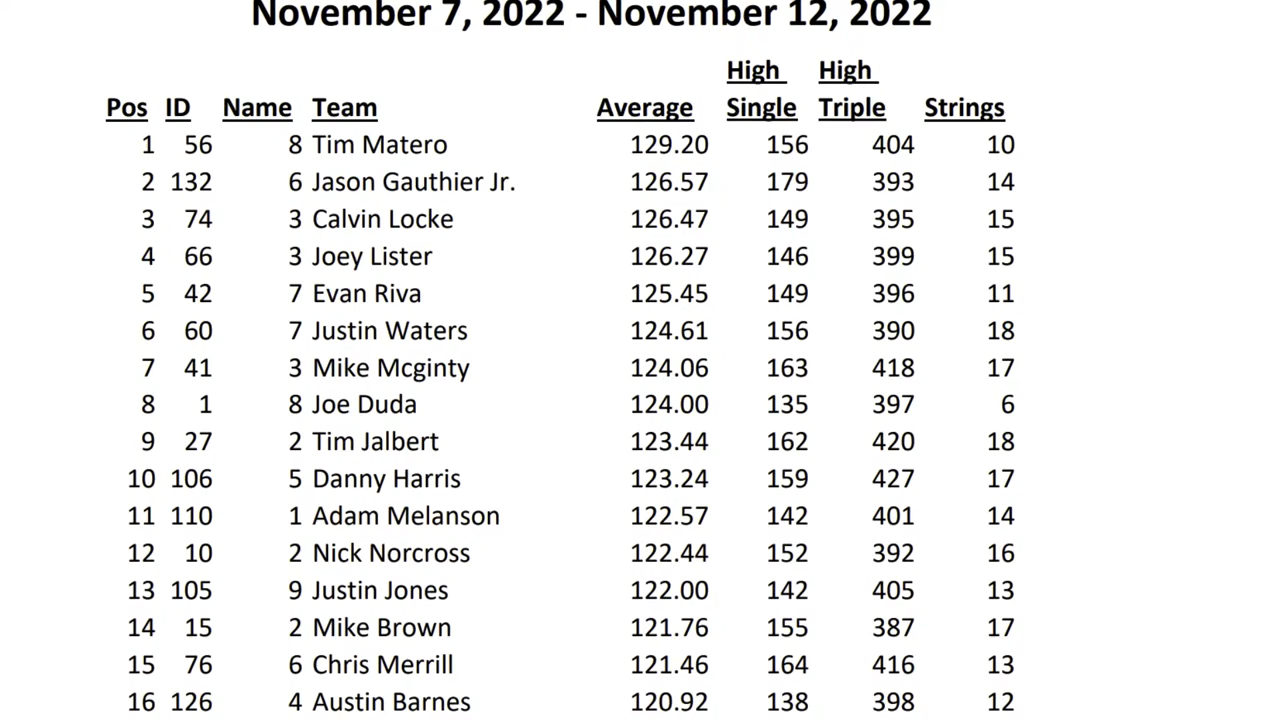 November 7, 2022 - November 12, 2022
High High
Pos ID Name Team Average Single Triple Strings
1 56 8 Tim Matero 129.20 156 404 10
2 132 6 Jason Gauthier Jr. 126.57 179 393 14
3 74 3 Calvin Locke 126.47 149 395 15
4 66 3 Joey Lister 126.27 146 399 15
5 42 7 Evan Riva 125.45 149 396 11
6 60 7 Justin Waters 124.61 156 390 18
7 41 3 Mike Mcginty 124.06 163 418 17
8 1 8 Joe Duda 124.00 135 397 6
9 27 2 Tim Jalbert 123.44 162 420 18
10 106 5 Danny Harris 123.24 159 427 17
11 110 1 Adam Melanson 122.57 142 401 14
12 10 2 Nick Norcross 122.44 152 392 16
13 105 9 Justin Jones 122.00 142 405 13
14 15 2 Mike Brown 121.76 155 387 17
15 76 6 Chris Merrill 121.46 164 416 13
16 126 4 Austin Barnes 120.92 138 398 12